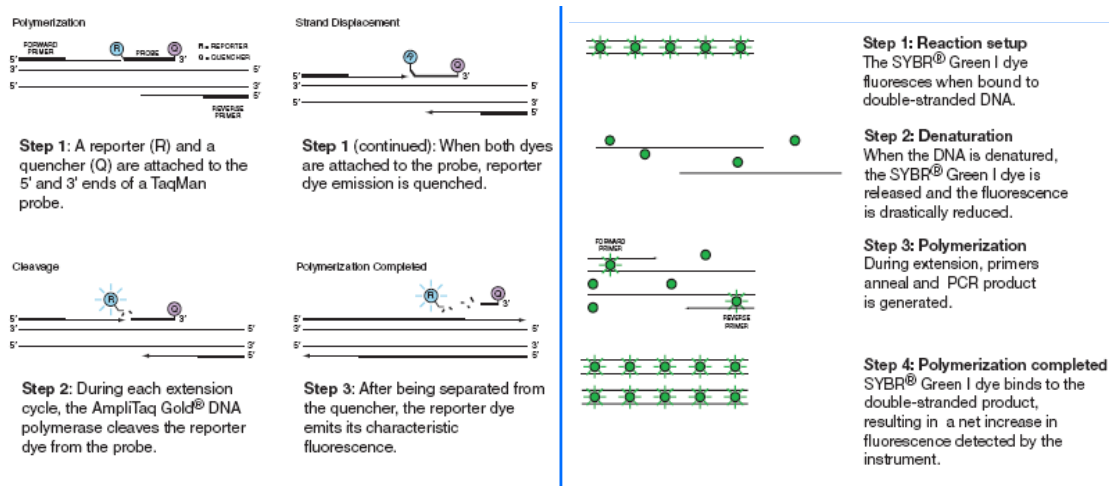 Polymerization
FORWARD
PRIMER
R
PROBE
Q
R = REPORTER
Q = QUENCHER
5'
3'
3'
5'
5'
3'
5'
REVERSE
PRIMER
Step 1: A reporter (R) and a
quencher (Q) are attached to the
5' and 3' ends of a TaqMan
probe.
Strand Displacement
R
Q
5'
3'
3'
5'
5'
3'
5'
Step 1 (continued): When both dyes
are attached to the probe, reporter
dye emission is quenched.
Cleavage
R
Q
5'
3'
3'
5'
5'
3'
5'
Step 2: During each extension
cycle, the AmpliTaq Gold® DNA
polymerase cleaves the reporter
dye from the probe.
Polymerization Completed
R
Q
5'
3'
3'
5'
5'
3'
5'
Step 3: After being separated from
the quencher, the reporter dye
emits its characteristic
fluorescence.
Step 1: Reaction setup
The SYBR® Green I dye
fluoresces when bound to
double-stranded DNA.
Step 2: Denaturation
When the DNA is denatured,
the SYBR® Green I dye is
released and the fluorescence
is drastically reduced.
FORWARD
PRIMER
REVERSE
PRIMER
Step 3: Polymerization
During extension, primers
anneal and PCR product
is generated.
Step 4: Polymerization completed
SYBR® Green I dye binds to the
double-stranded product,
resulting in a net increase in
fluorescence detected by the
instrument.